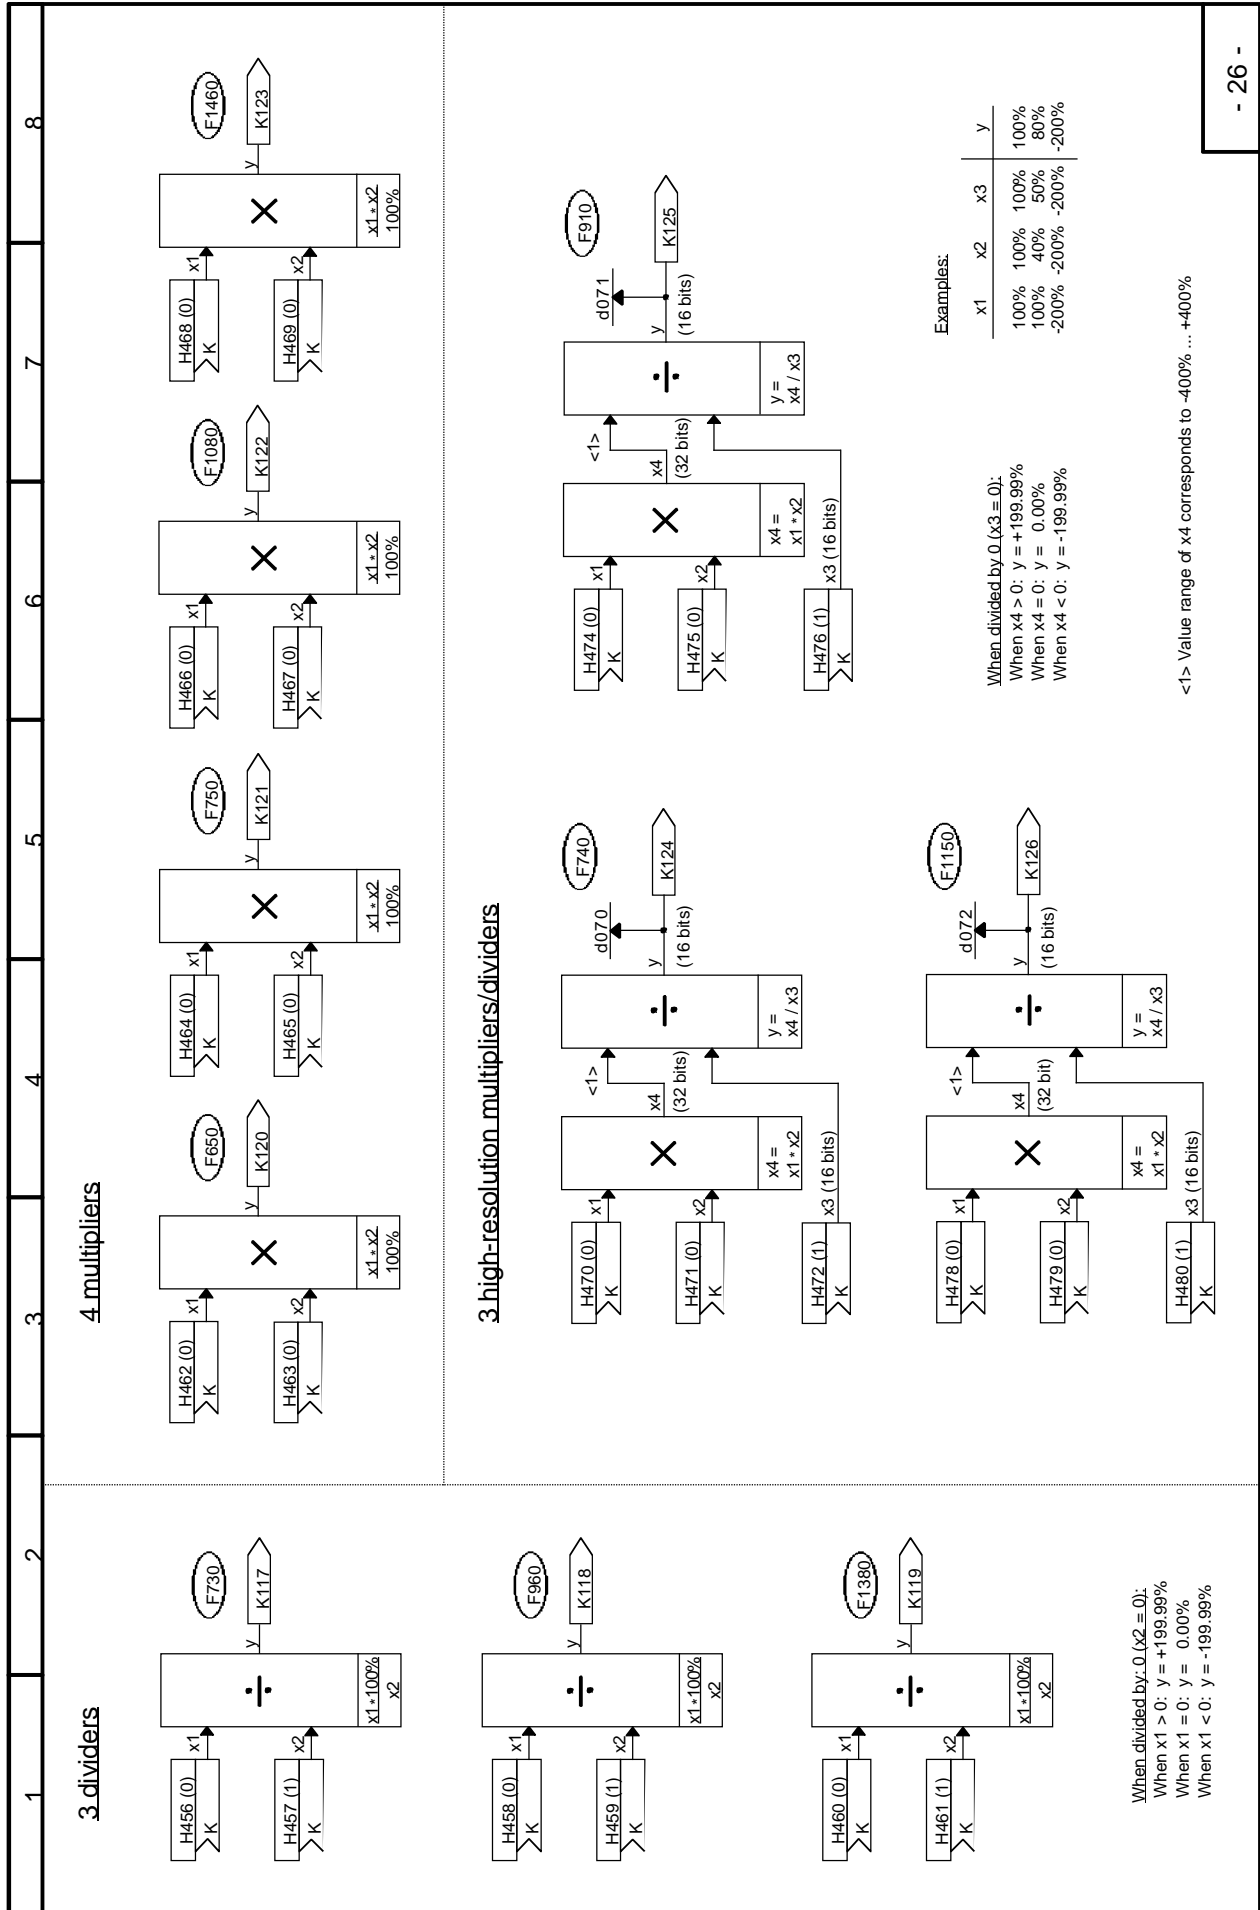 1 2 3 4 5 6 7 8
3 dividers
H456 (0)
K
x1
H457 (1)
K
x2
x1*100%
x2
y
K117
F730
H458 (0)
K
x1
H459 (1)
K
x2
x1*100%
x2
y
K118
F960
H460 (0)
K
x1
H461 (1)
K
x2
x1*100%
x2
y
K119
F1380
When divided by: 0 (x2 = 0):
When x1 > 0: y = +199.99%
When x1 = 0: y = 0.00%
When x1 < 0: y = -199.99%
4 multipliers
H462 (0)
K
x1
H463 (0)
K
x2
x1*x2
100%
y
K120
F650
H464 (0)
K
x1
H465 (0)
K
x2
x1*x2
100%
y
K121
F750
H466 (0)
K
x1
H467 (0)
K
x2
x1*x2
100%
y
K122
F1080
H468 (0)
K
x1
H469 (0)
K
x2
x1*x2
100%
y
K123
F1460
3 high-resolution multipliers/dividers
H470 (0)
K
x1
H471 (0)
K
x2
H472 (1)
K
x3 (16 bits)
x4 =
x1*x2
x4
(32 bits)
<1>
y =
x4 / x3
y
(16 bits)
d070
K124
F740
H478 (0)
K
x1
H479 (0)
K
x2
H480 (1)
K
x3 (16 bits)
x4 =
x1*x2
x4
(32 bit)
<1>
y =
x4 / x3
y
(16 bits)
d072
K126
F1150
H474 (0)
K
x1
H475 (0)
K
x2
H476 (1)
K
x3 (16 bits)
x4 =
x1*x2
x4
(32 bits)
<1>
y =
x4 / x3
y
(16 bits)
d071
K125
F910
When divided by 0 (x3 = 0):
When x4 > 0: y = +199.99%
When x4 = 0: y = 0.00%
When x4 < 0: y = -199.99%
Examples:
x1 x2 x3 y
100% 100% 100% 100%
100% 40% 50% 80%
-200% -200% -200% -200%
<1> Value range of x4 corresponds to -400% ... +400%
- 26 -